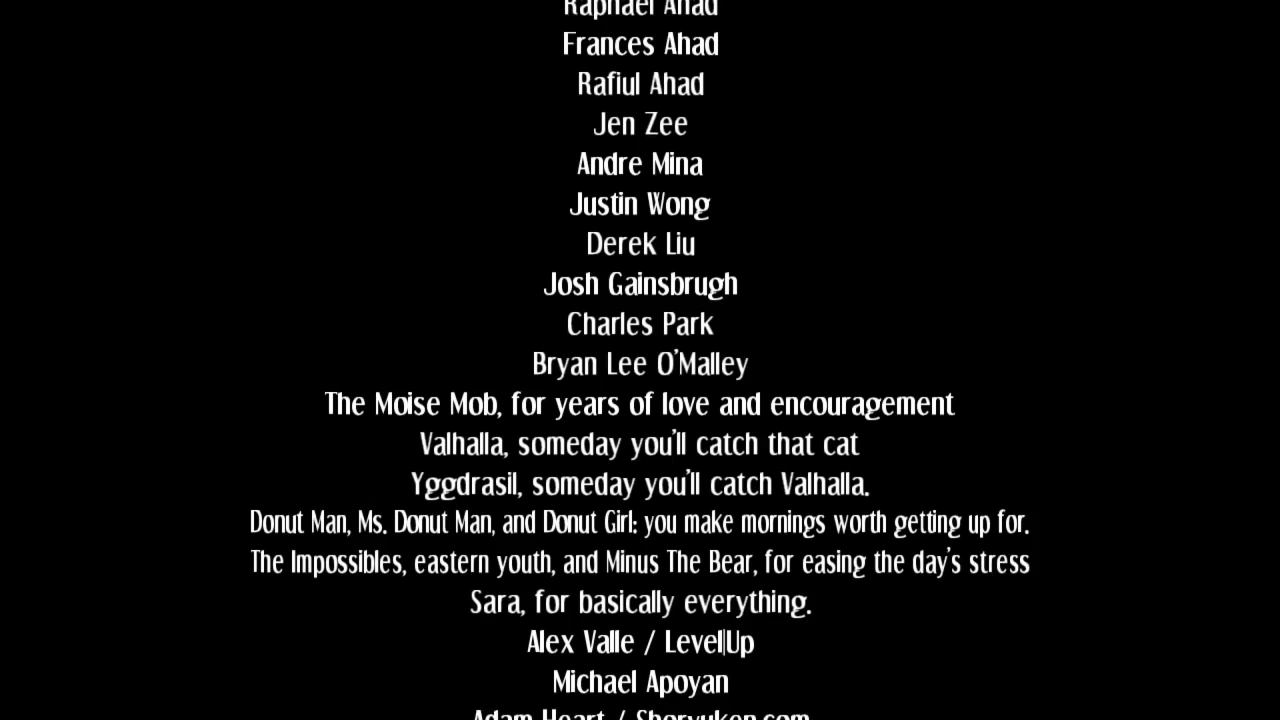 Raphael Ahad
Frances Ahad
Rafiul Ahad
Jen Zee
Andre Mina
Justin Wong
Derek Liu
Josh Gainsbrugh
Charles Park
Bryan Lee O'Malley
The Moise Mob, for years of love and encouragement
Valhalla, someday you'll catch that cat
Yggdrasil, someday you'll catch Valhalla.
Donut Man, Ms. Donut Man, and Donut Girl: you make mornings worth getting up for.
The Impossibles, eastern youth, and Minus The Bear, for easing the day's stress
Sara, for basically everything.
Alex Valle / Level|Up
Michael Apoyan
Adam Heart / Shoryuken.com